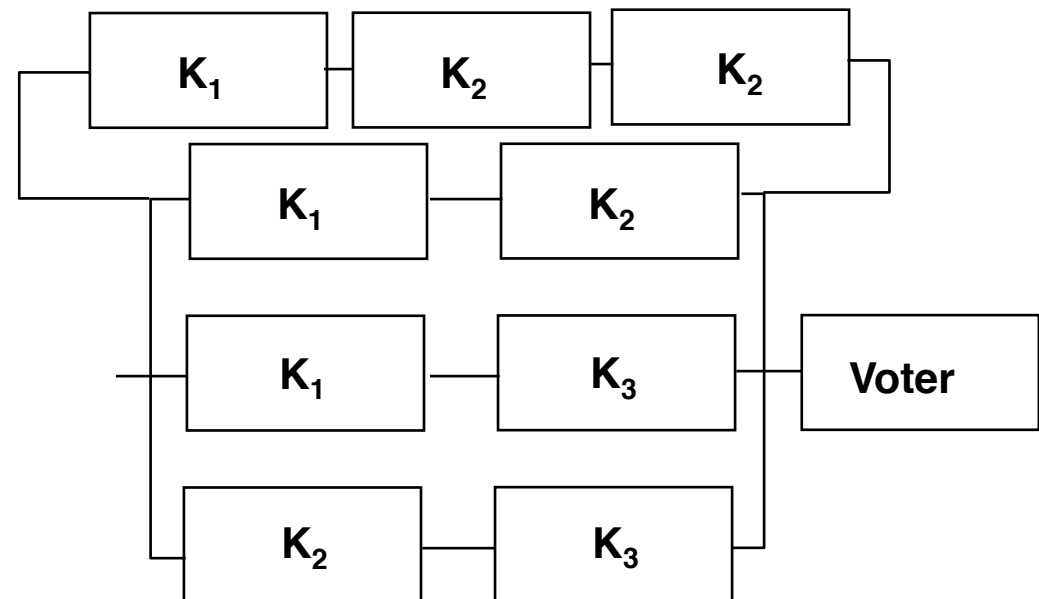 K₁ K₂ K₂
K₁ K₂
K₁ K₃ Voter
K₂ K₃